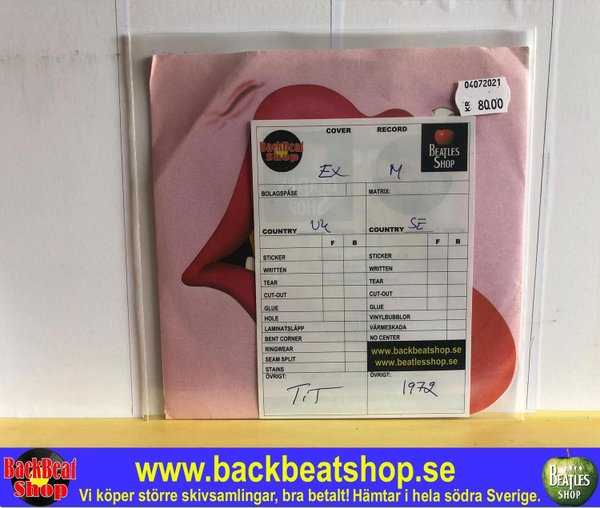 04072021
KR 80.00
COVER RECORD
BackBeat Shop
BEATLES SHOP
Ex M
BOLAGSPÅSE MATRIX:
COUNTRY UK COUNTRY SE
F B F B
STICKER STICKER
WRITTEN WRITTEN
TEAR TEAR
CUT-OUT CUT-OUT
GLUE GLUE
HOLE VINYLBUBBLOR
LAMINATSLÄPP VÄRMESKADA
BENT CORNER NO CENTER
RINGWEAR www.backbeatshop.se
SEAM SPLIT www.beatlesshop.se
STAINS
ÖVRIGT: ÖVRIGT:
TiT 1972
BackBeat Shop
www.backbeatshop.se
Vi köper större skivsamlingar, bra betalt! Hämtar i hela södra Sverige.
BEATLES SHOP